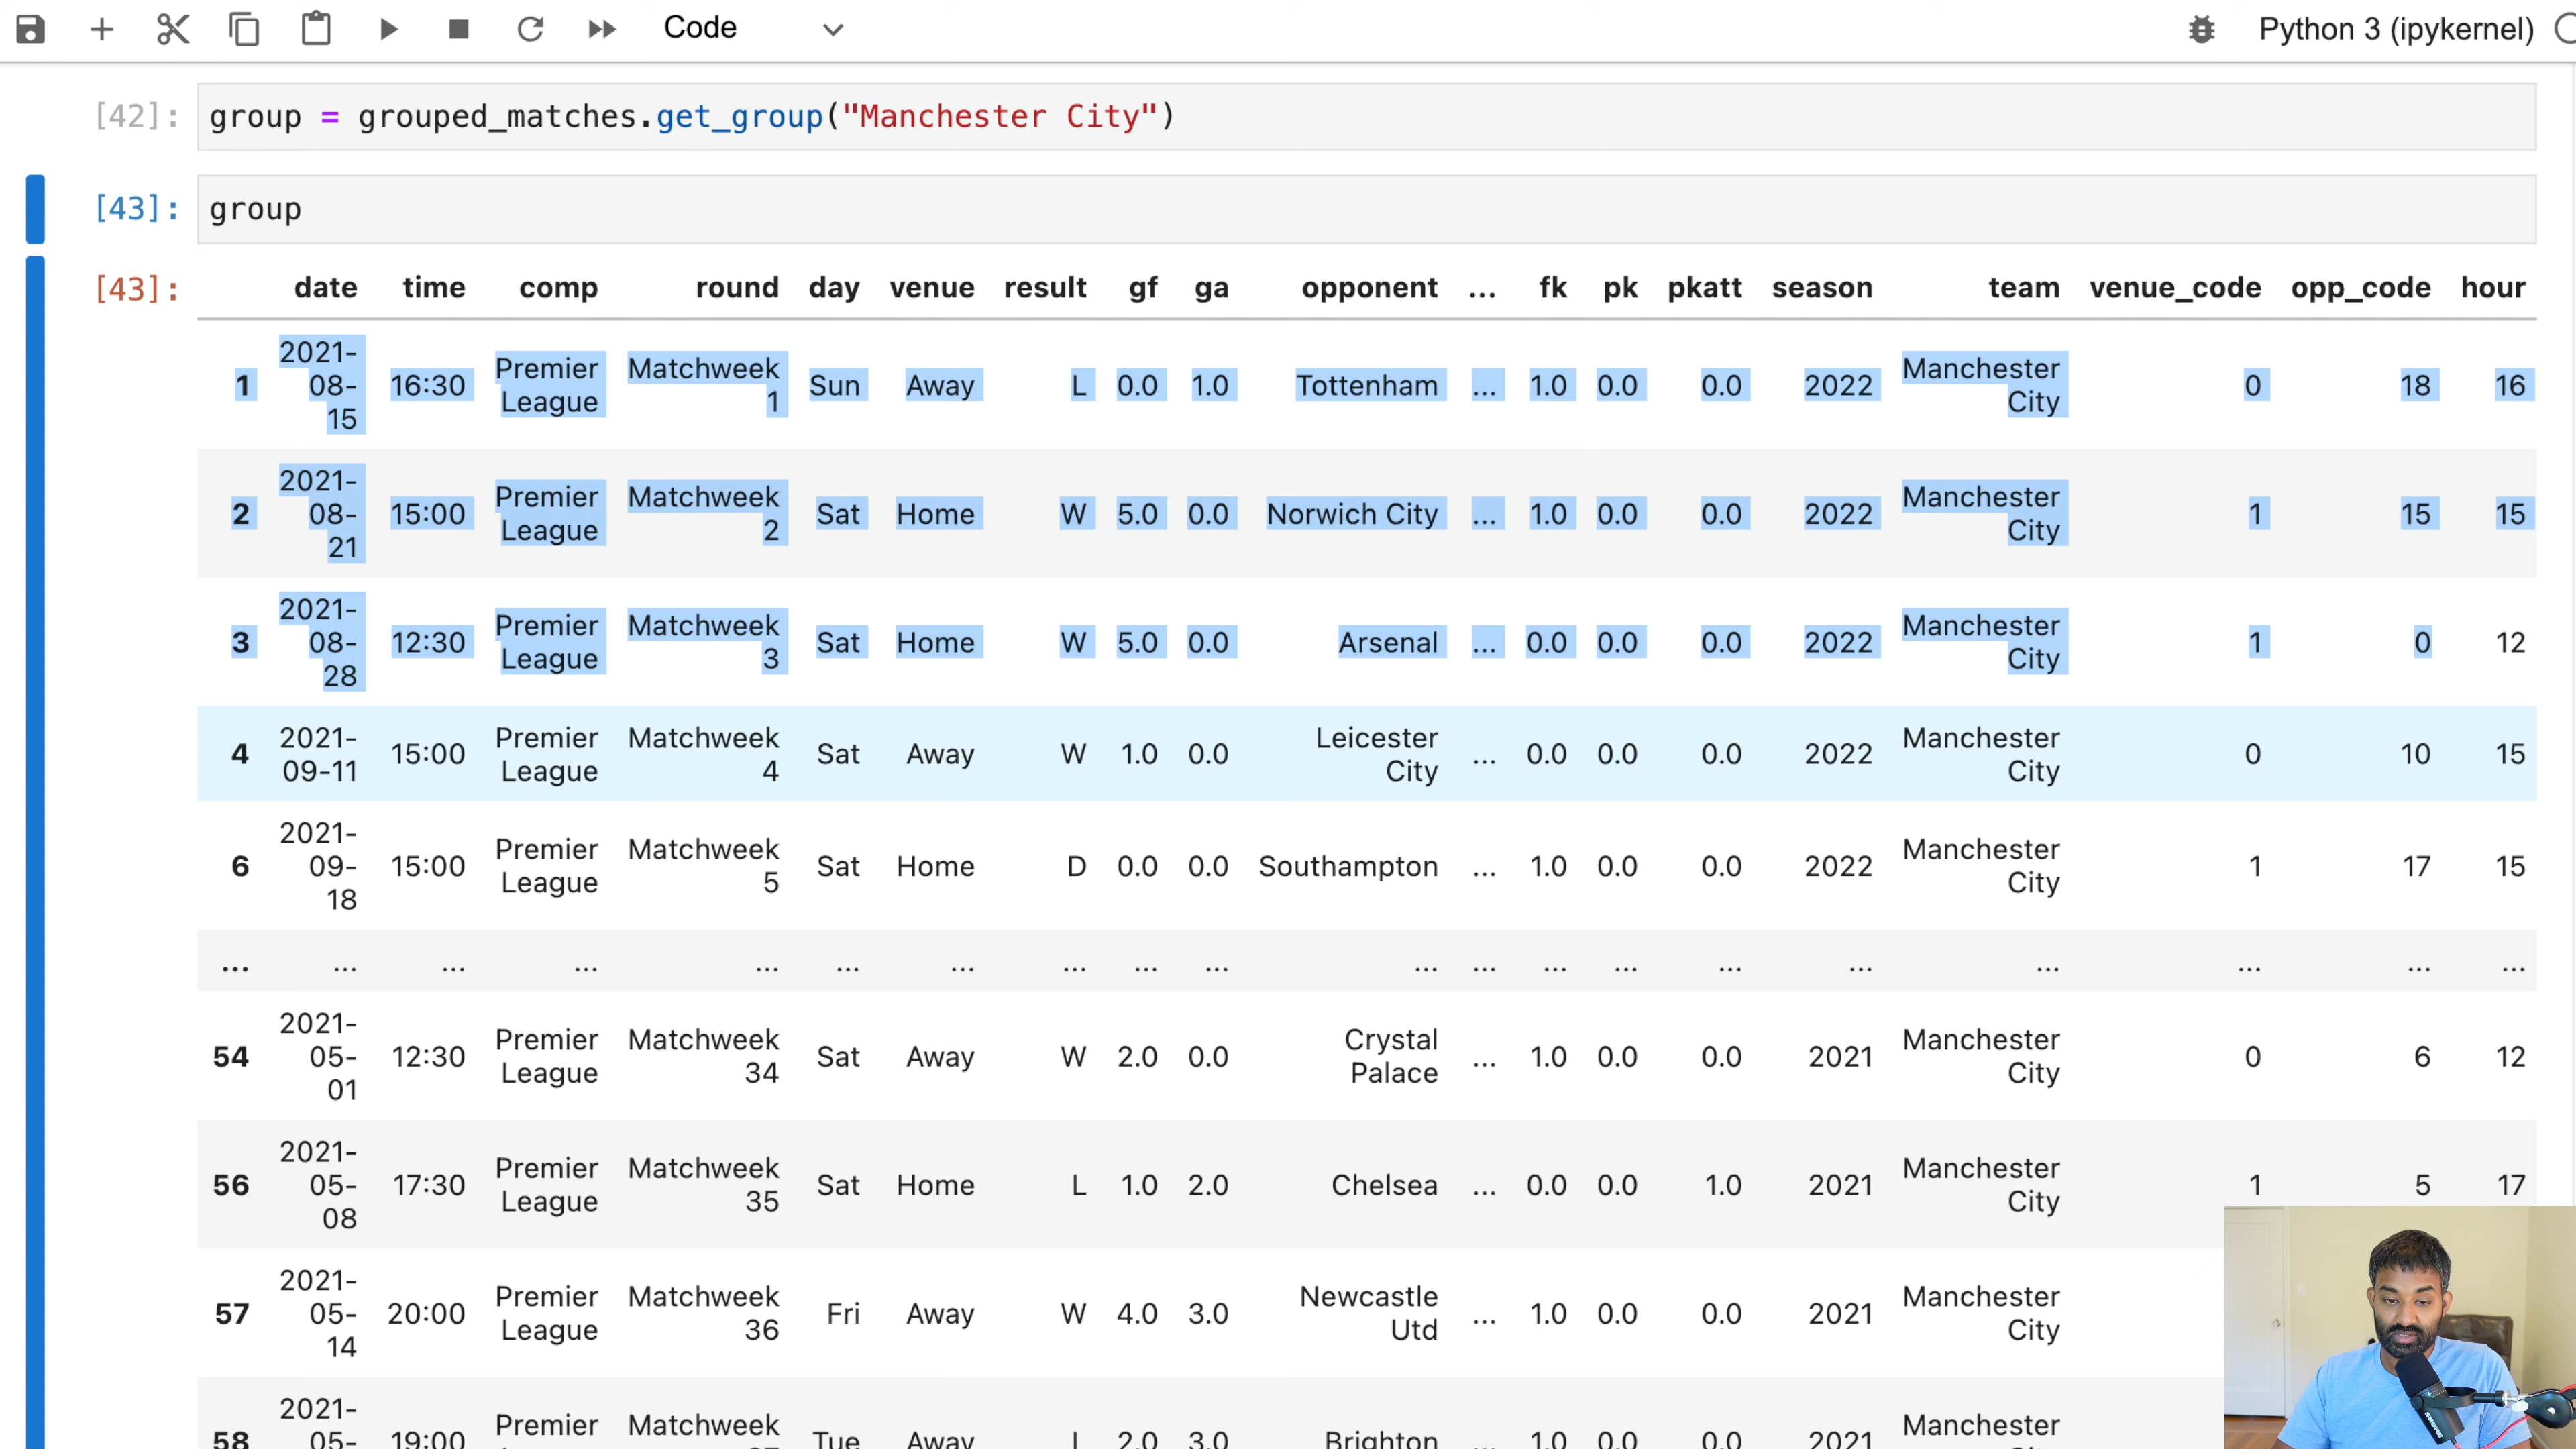 Code
Python 3 (ipykernel)
[42]: group = grouped_matches.get_group("Manchester City")
[43]: group
[43]: date time comp round day venue result gf ga opponent ... fk pk pkatt season team venue_code opp_code hour
1 2021-08-15 16:30 Premier League Matchweek 1 Sun Away L 0.0 1.0 Tottenham ... 1.0 0.0 0.0 2022 Manchester City 0 18 16
2 2021-08-21 15:00 Premier League Matchweek 2 Sat Home W 5.0 0.0 Norwich City ... 1.0 0.0 0.0 2022 Manchester City 1 15 15
3 2021-08-28 12:30 Premier League Matchweek 3 Sat Home W 5.0 0.0 Arsenal ... 0.0 0.0 0.0 2022 Manchester City 1 0 12
4 2021-09-11 15:00 Premier League Matchweek 4 Sat Away W 1.0 0.0 Leicester City ... 0.0 0.0 0.0 2022 Manchester City 0 10 15
6 2021-09-18 15:00 Premier League Matchweek 5 Sat Home D 0.0 0.0 Southampton ... 1.0 0.0 0.0 2022 Manchester City 1 17 15
... ... ... ... ... ... ... ... ... ... ... ... ... ... ... ... ... ... ... ...
54 2021-05-01 12:30 Premier League Matchweek 34 Sat Away W 2.0 0.0 Crystal Palace ... 1.0 0.0 0.0 2021 Manchester City 0 6 12
56 2021-05-08 17:30 Premier League Matchweek 35 Sat Home L 1.0 2.0 Chelsea ... 0.0 0.0 1.0 2021 Manchester City 1 5 17
57 2021-05-14 20:00 Premier League Matchweek 36 Fri Away W 4.0 3.0 Newcastle Utd ... 1.0 0.0 0.0 2021 Manchester City
58 2021-05- 19:00 Premier Matchweek Tue Away L 2.0 3.0 Brighton ... 1.0 0.0 0.0 2021 Manchester